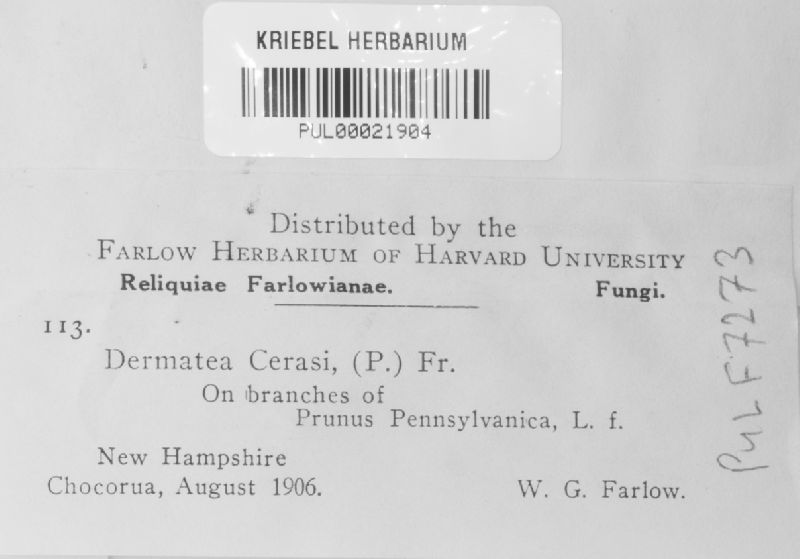 KRIEBEL HERBARIUM
PUL00021904
Distributed by the
FARLOW HERBARIUM OF HARVARD UNIVERSITY
Reliquiae Farlowianae. Fungi.
113.
Dermatea Cerasi, (P.) Fr.
On branches of
Prunus Pennsylvanica, L. f.
New Hampshire
Chocorua, August 1906. W. G. Farlow.
PUL F7273